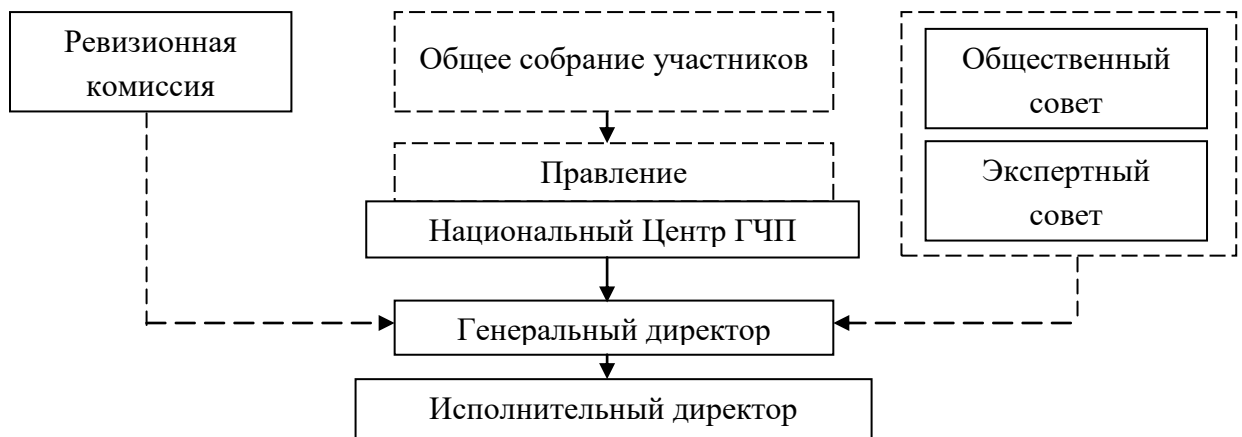 Ревизионная
комиссия
Общее собрание участников
Общественный
совет
Экспертный
совет
Правление
Национальный Центр ГЧП
Генеральный директор
Исполнительный директор